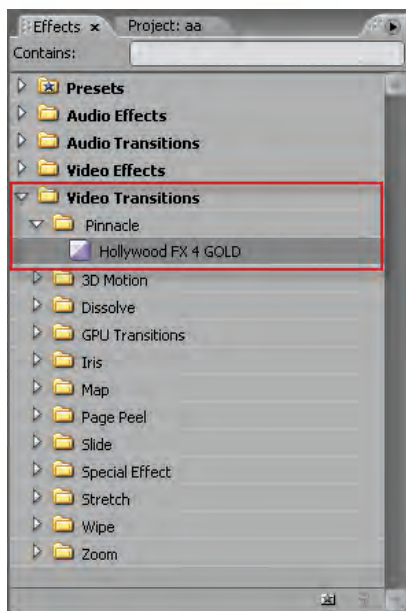 Effects x Project: aa
Contains:
Presets
Audio Effects
Audio Transitions
Video Effects
Video Transitions
Pinnacle
Hollywood FX 4 GOLD
3D Motion
Dissolve
GPU Transitions
Iris
Map
Page Peel
Slide
Special Effect
Stretch
Wipe
Zoom